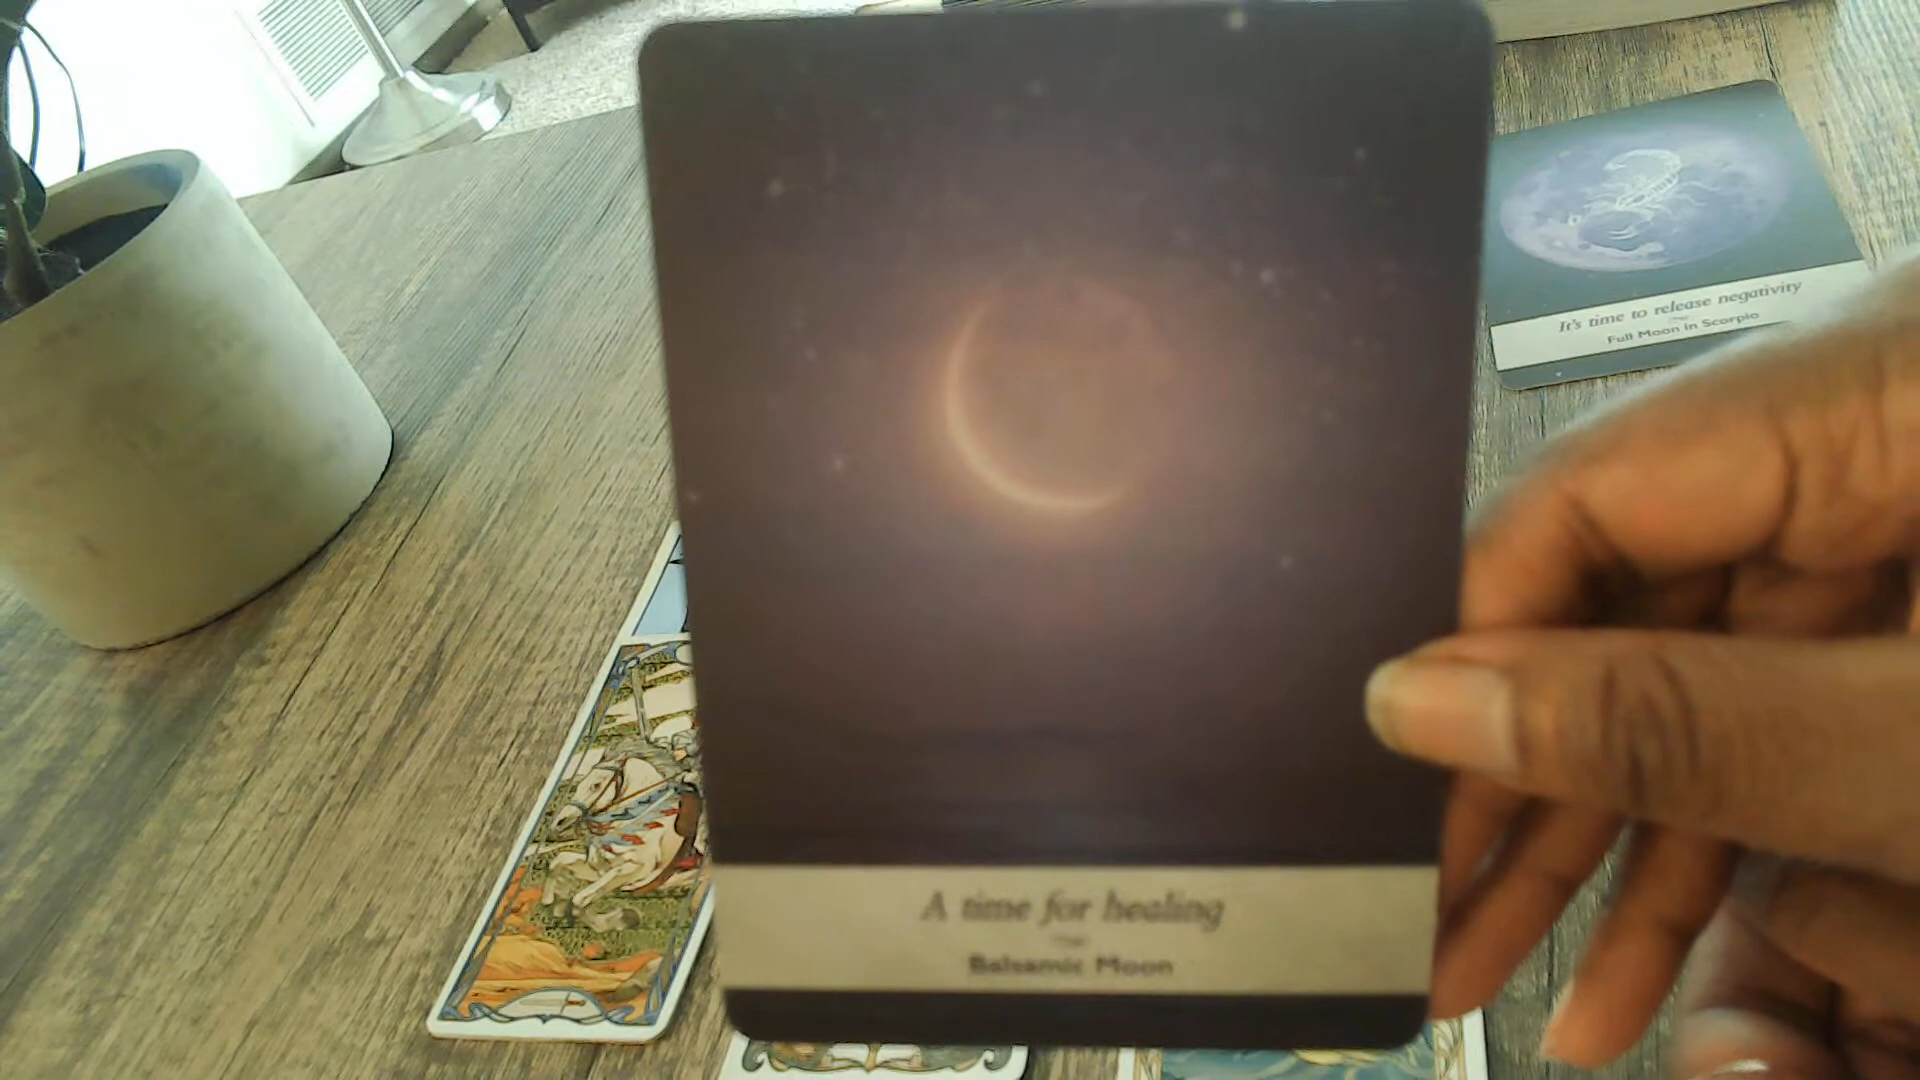 It's time to release negativity
Full Moon in Scorpio
A time for healing
Balsamic Moon